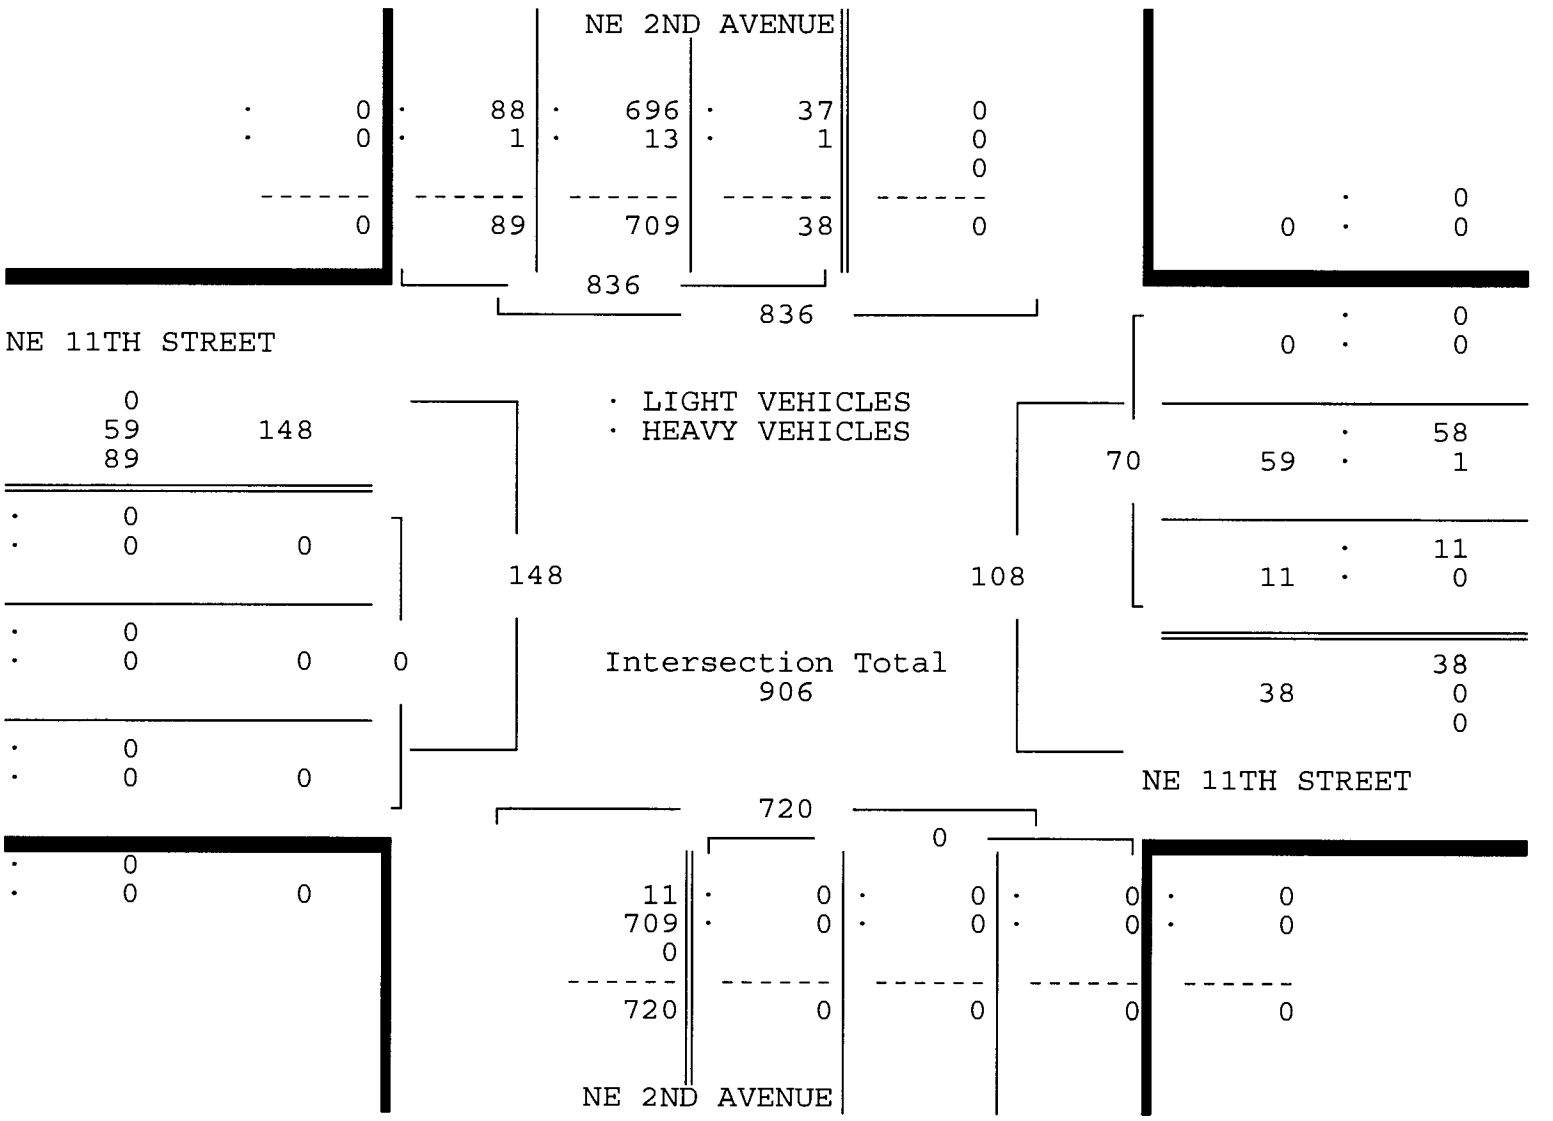 NE 2ND AVENUE
· 0 · 88 · 696 · 37 0
· 0 · 1 · 13 · 1 0
0
------ ------ ------ ------ ------
· 0
0 89 709 38 0
0 · 0
836
836
· 0
NE 11TH STREET
0 · 0
0
· LIGHT VEHICLES
59 148
· HEAVY VEHICLES
· 58
89
70 59 · 1
· 0
· 0 0
· 11
148
108
11 · 0
· 0
· 0 0 0
Intersection Total
38
906
38 0
0
· 0
· 0 0
NE 11TH STREET
720
0
· 0
· 0 0
11 · 0 · 0 · 0 · 0
709 · 0 · 0 · 0 · 0
0
------ ------ ------ ------ ------
720 0 0 0 0
NE 2ND AVENUE